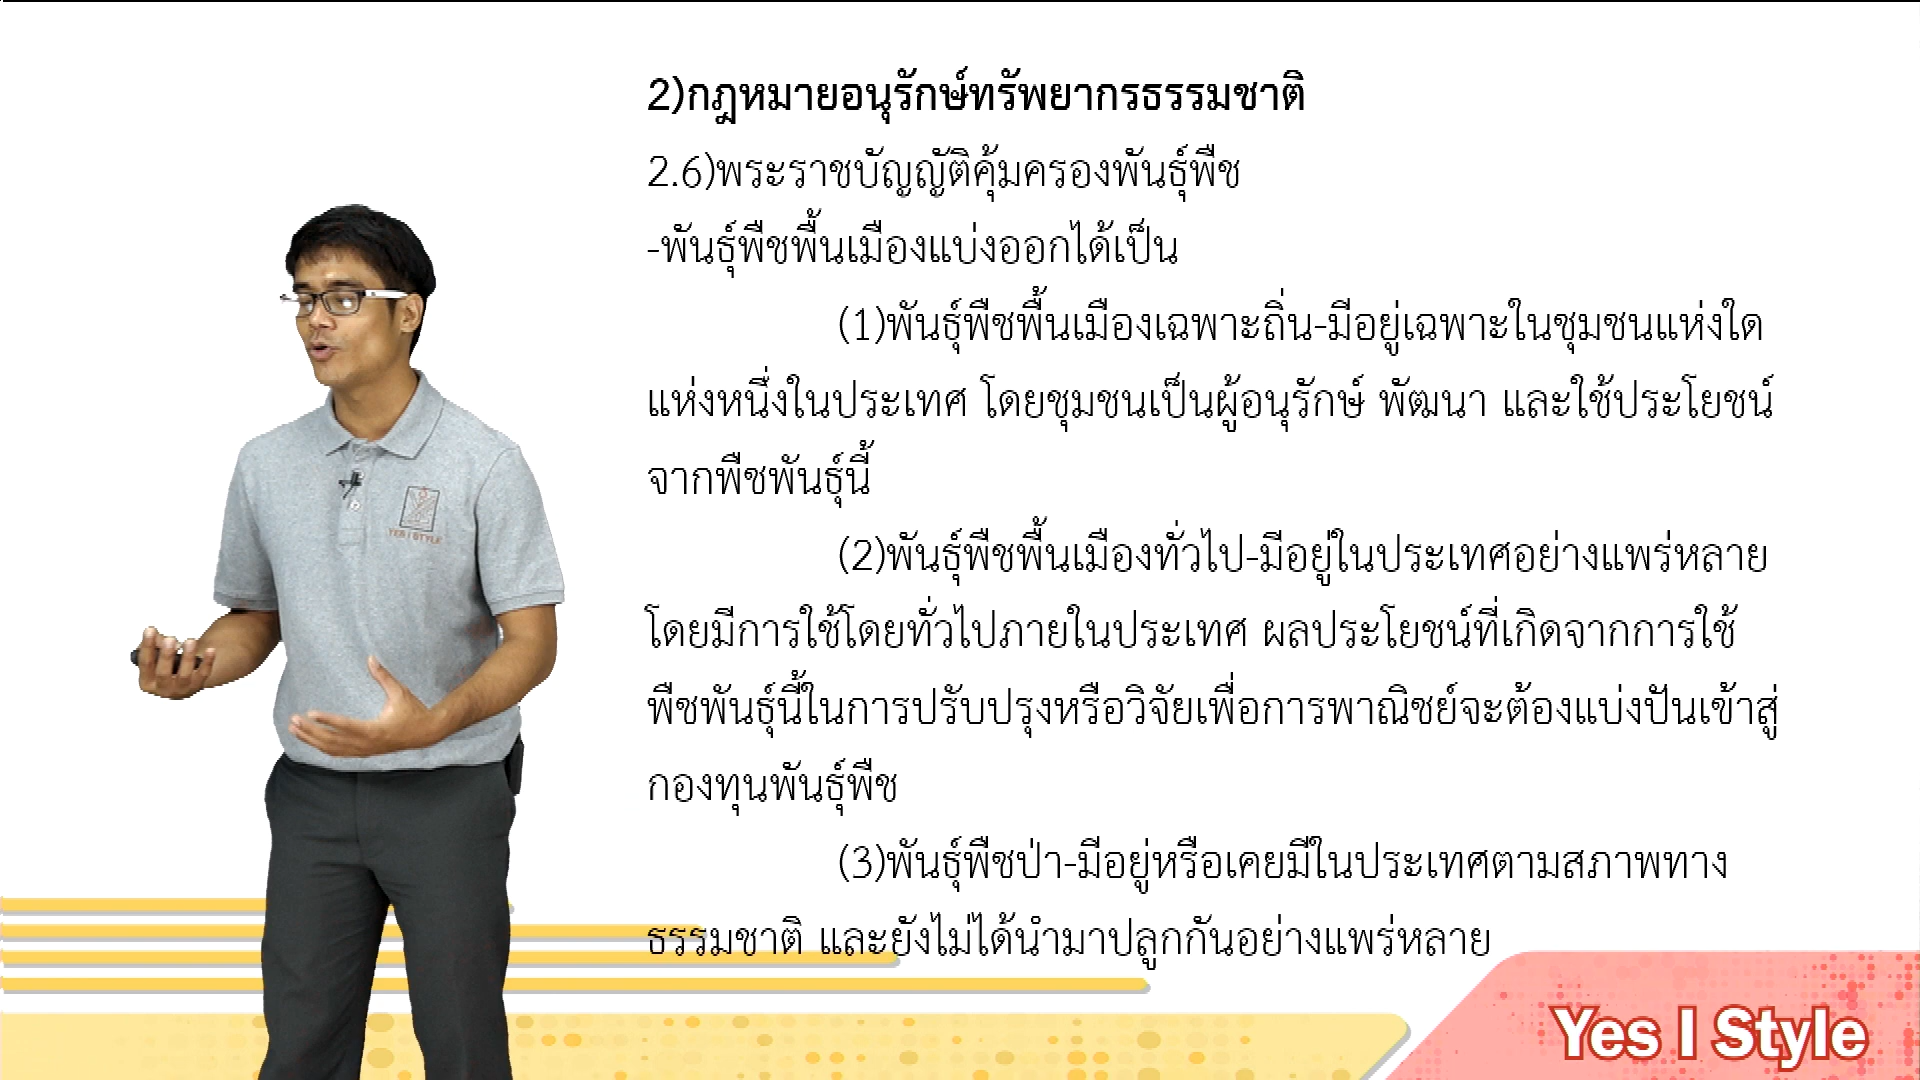 2)กฎหมายอนุรักษ์ทรัพยากรธรรมชาติ
2.6)พระราชบัญญัติคุ้มครองพันธุ์พืช
-พันธุ์พืชพื้นเมืองแบ่งออกได้เป็น
(1)พันธุ์พืชพื้นเมืองเฉพาะถิ่น-มีอยู่เฉพาะในชุมชนแห่งใด
แห่งหนึ่งในประเทศ โดยชุมชนเป็นผู้อนุรักษ์ พัฒนา และใช้ประโยชน์
จากพืชพันธุ์นี้
(2)พันธุ์พืชพื้นเมืองทั่วไป-มีอยู่ในประเทศอย่างแพร่หลาย
โดยมีการใช้โดยทั่วไปภายในประเทศ ผลประโยชน์ที่เกิดจากการใช้
พืชพันธุ์นี้ในการปรับปรุงหรือวิจัยเพื่อการพาณิชย์จะต้องแบ่งปันเข้าสู่
กองทุนพันธุ์พืช
(3)พันธุ์พืชป่า-มีอยู่หรือเคยมีในประเทศตามสภาพทาง
ธรรมชาติ และยังไม่ได้นำมาปลูกกันอย่างแพร่หลาย
YES I STYLE
Yes I Style